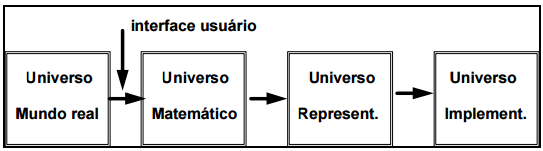 interface usuário
Universo
Mundo real
Universo
Matemático
Universo
Represent.
Universo
Implement.